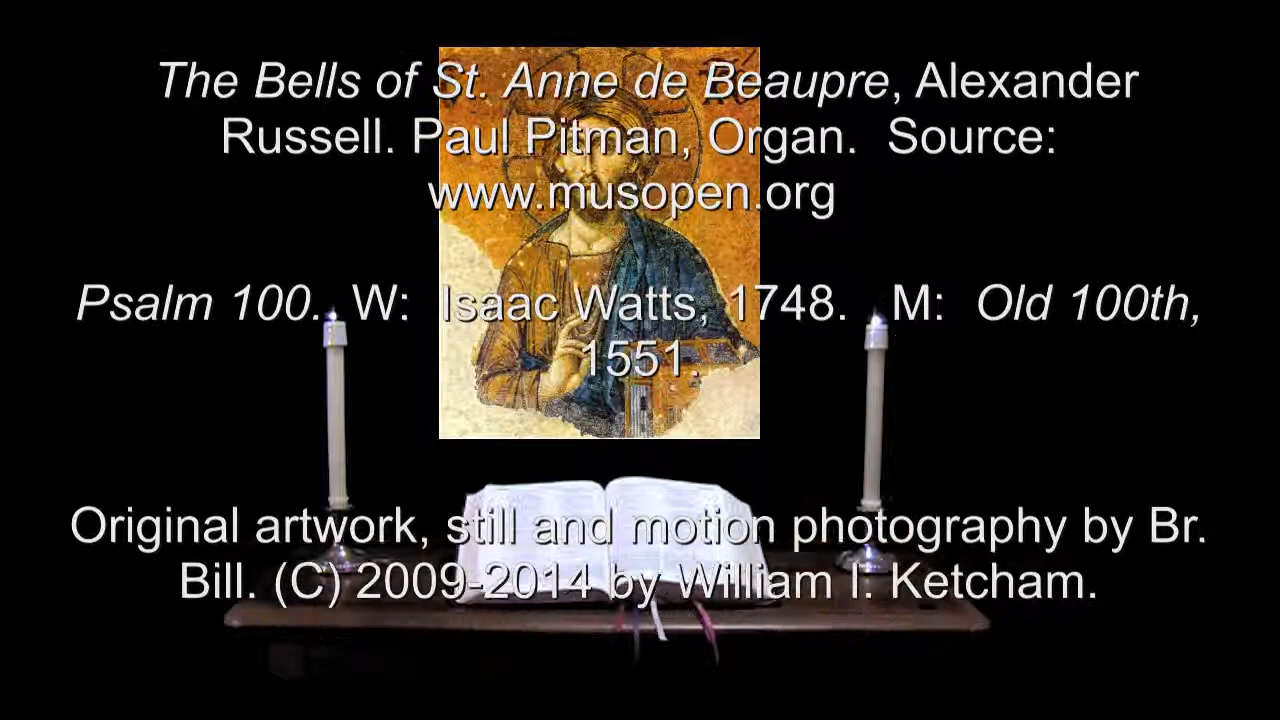 The Bells of St. Anne de Beaupre, Alexander
Russell. Paul Pitman, Organ.  Source:
www.musopen.org
Psalm 100.  W:  Isaac Watts, 1748.   M:  Old 100th,
1551.
Original artwork, still and motion photography by Br.
Bill. (C) 2009-2014 by William I. Ketcham.